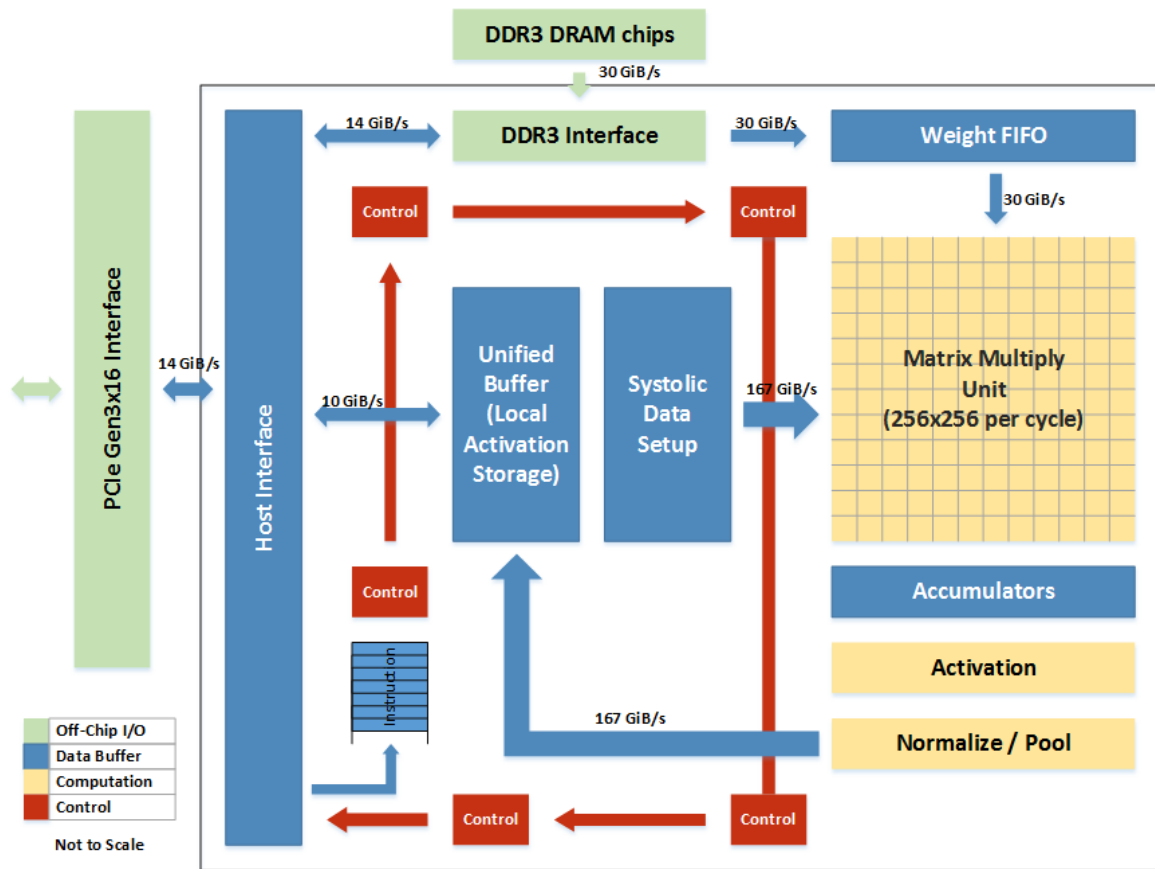 DDR3 DRAM chips
30 GiB/s
14 GiB/s
DDR3 Interface
30 GiB/s
Weight FIFO
Control
Control
30 GiB/s
PCIe Gen3x16 Interface
14 GiB/s
Host Interface
10 GiB/s
Unified
Buffer
(Local
Activation
Storage)
Systolic
Data
Setup
167 GiB/s
Matrix Multiply
Unit
(256x256 per cycle)
Control
Accumulators
Instruction
Activation
167 GiB/s
Normalize / Pool
Control
Control
Off-Chip I/O
Data Buffer
Computation
Control
Not to Scale